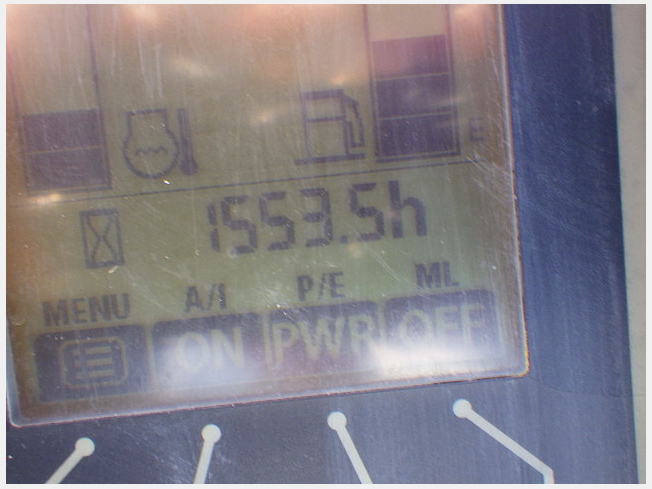 E
1553.5h
MENU A/I P/E ML
ON PWR OFF